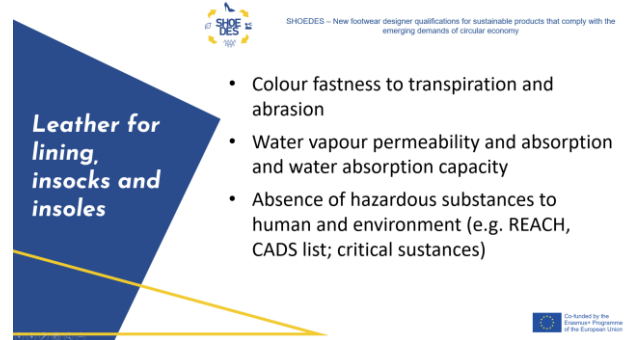 SHOE
DES
SHOEDES – New footwear designer qualifications for sustainable products that comply with the
emerging demands of circular economy
Leather for
lining,
insocks and
insoles
• Colour fastness to transpiration and
abrasion
• Water vapour permeability and absorption
and water absorption capacity
• Absence of hazardous substances to
human and environment (e.g. REACH,
CADS list; critical sustances)
Co-funded by the
Erasmus+ Programme
of the European Union